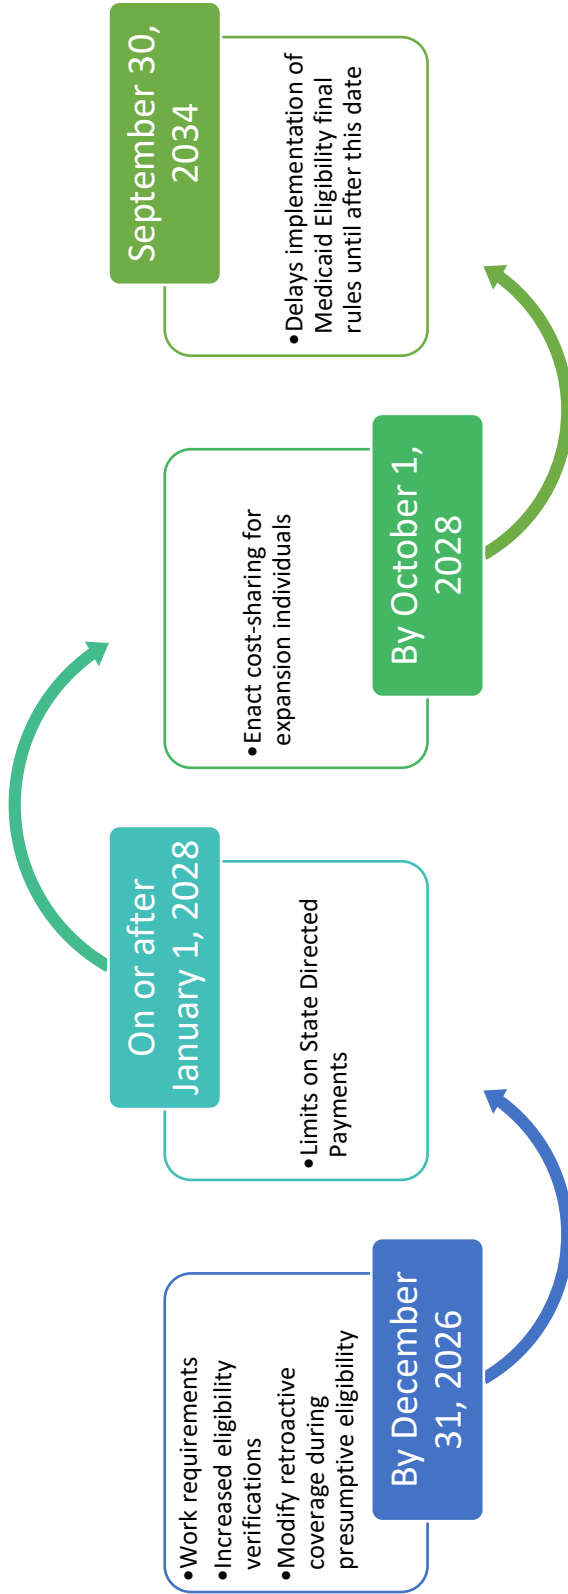 •Work requirements
•Increased eligibility
verifications
•Modify retroactive
coverage during
presumptive eligibility
By December
31, 2026
On or after
January 1, 2028
•Limits on State Directed
Payments
•Enact cost-sharing for
expansion individuals
By October 1,
2028
September 30,
2034
•Delays implementation of
Medicaid Eligibility final
rules until after this date